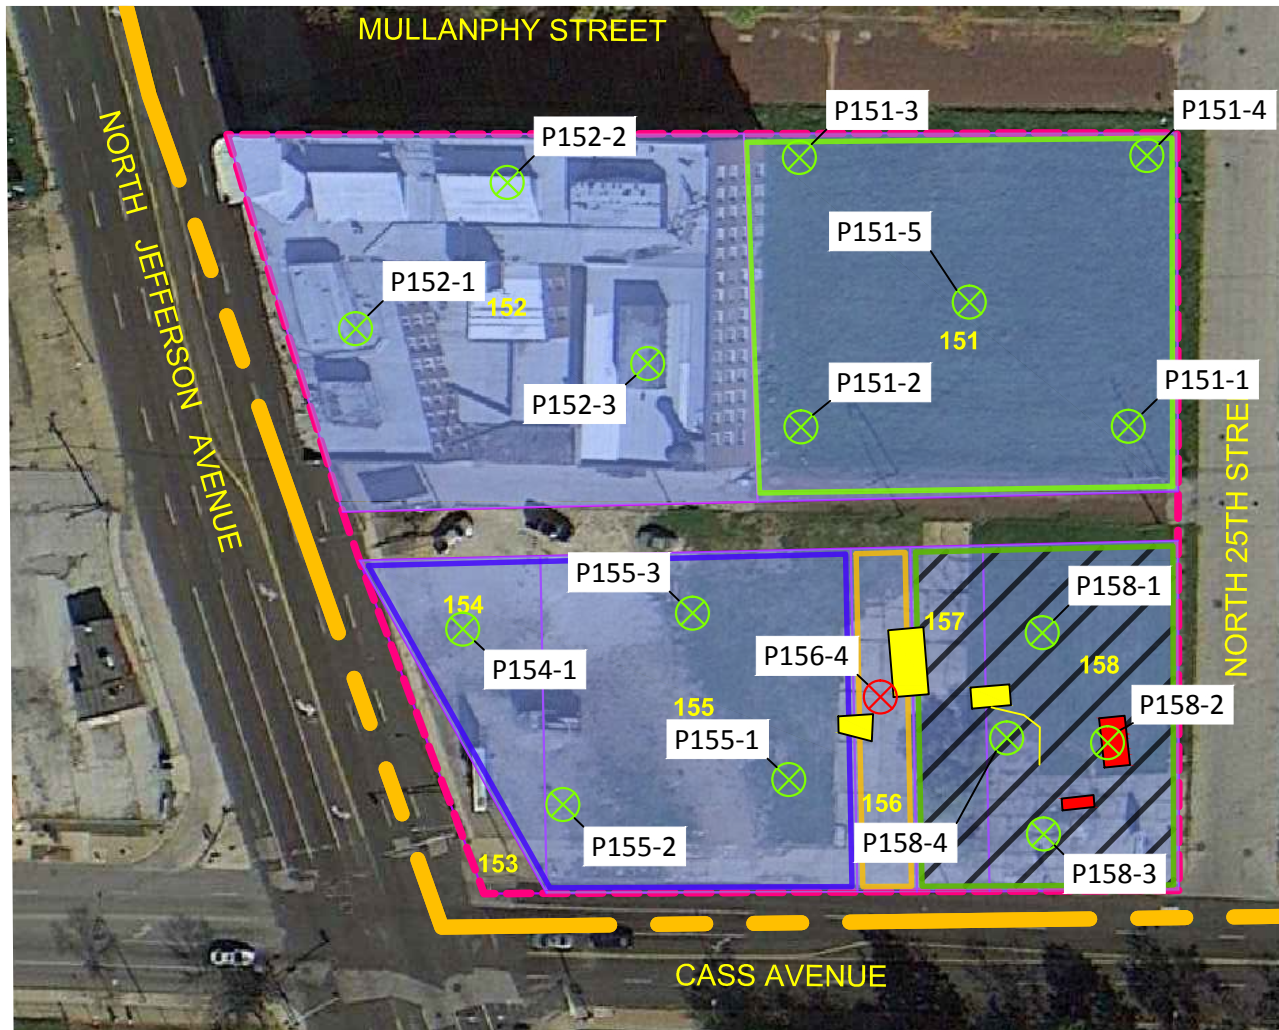 MULLANPHY STREET
P151-3
P151-4
P152-2
NORTH JEFFERSON AVENUE
P151-5
P152-1
152
151
P151-2
P151-1
P152-3
NORTH 25TH STRE
P155-3
P158-1
154
157
P154-1
P156-4
158
155
P158-2
P155-1
156
P155-2
P158-4
153
P158-3
CASS AVENUE